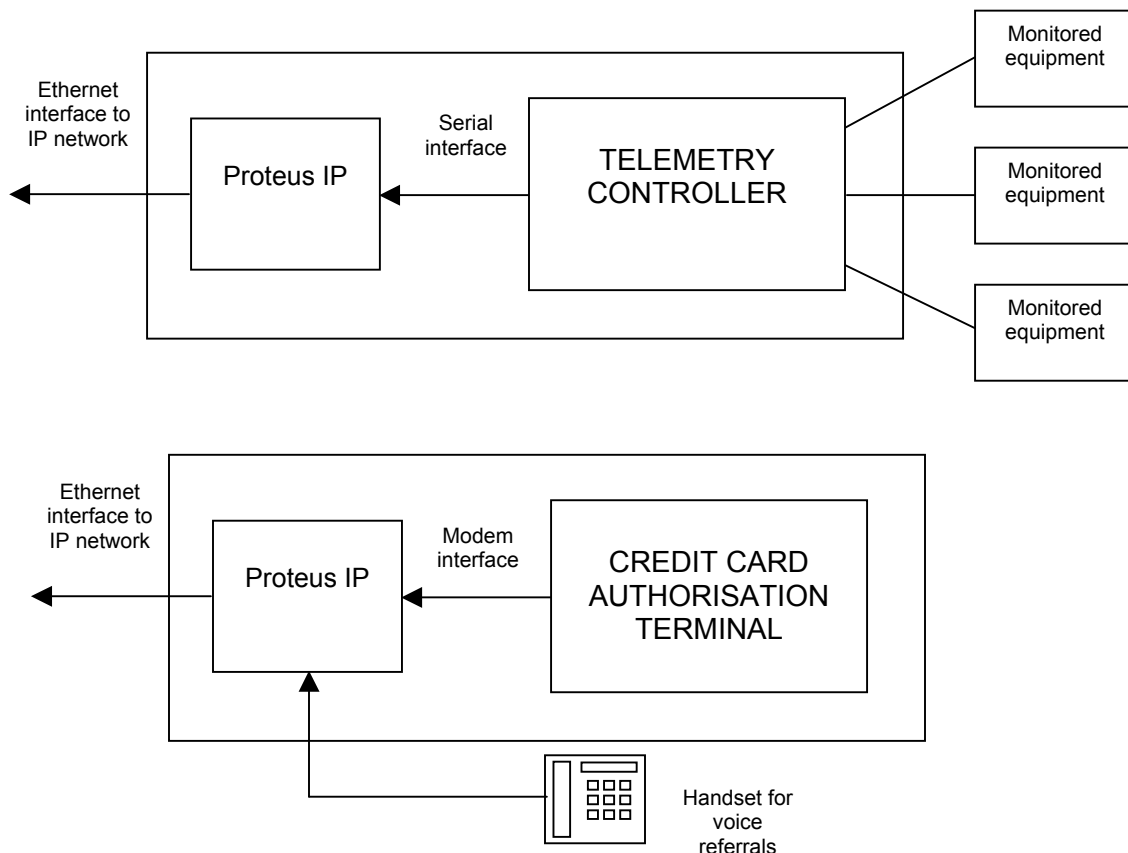 Monitored
equipment
Ethernet
interface to
IP network
Proteus IP
Serial
interface
TELEMETRY
CONTROLLER
Monitored
equipment
Monitored
equipment
Ethernet
interface to
IP network
Proteus IP
Modem
interface
CREDIT CARD
AUTHORISATION
TERMINAL
Handset for
voice
referrals